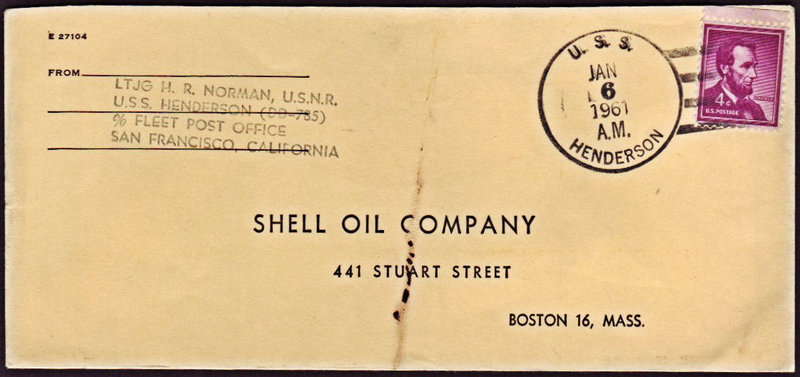 E 27104
FROM
LTJG H. R. NORMAN, U.S.N.R.
U.S.S. HENDERSON (DD-785)
% FLEET POST OFFICE
SAN FRANCISCO, CALIFORNIA
U. S. S.
JAN
6
1961
A.M.
HENDERSON
4¢
U.S. POSTAGE
SHELL OIL COMPANY
441 STUART STREET
BOSTON 16, MASS.